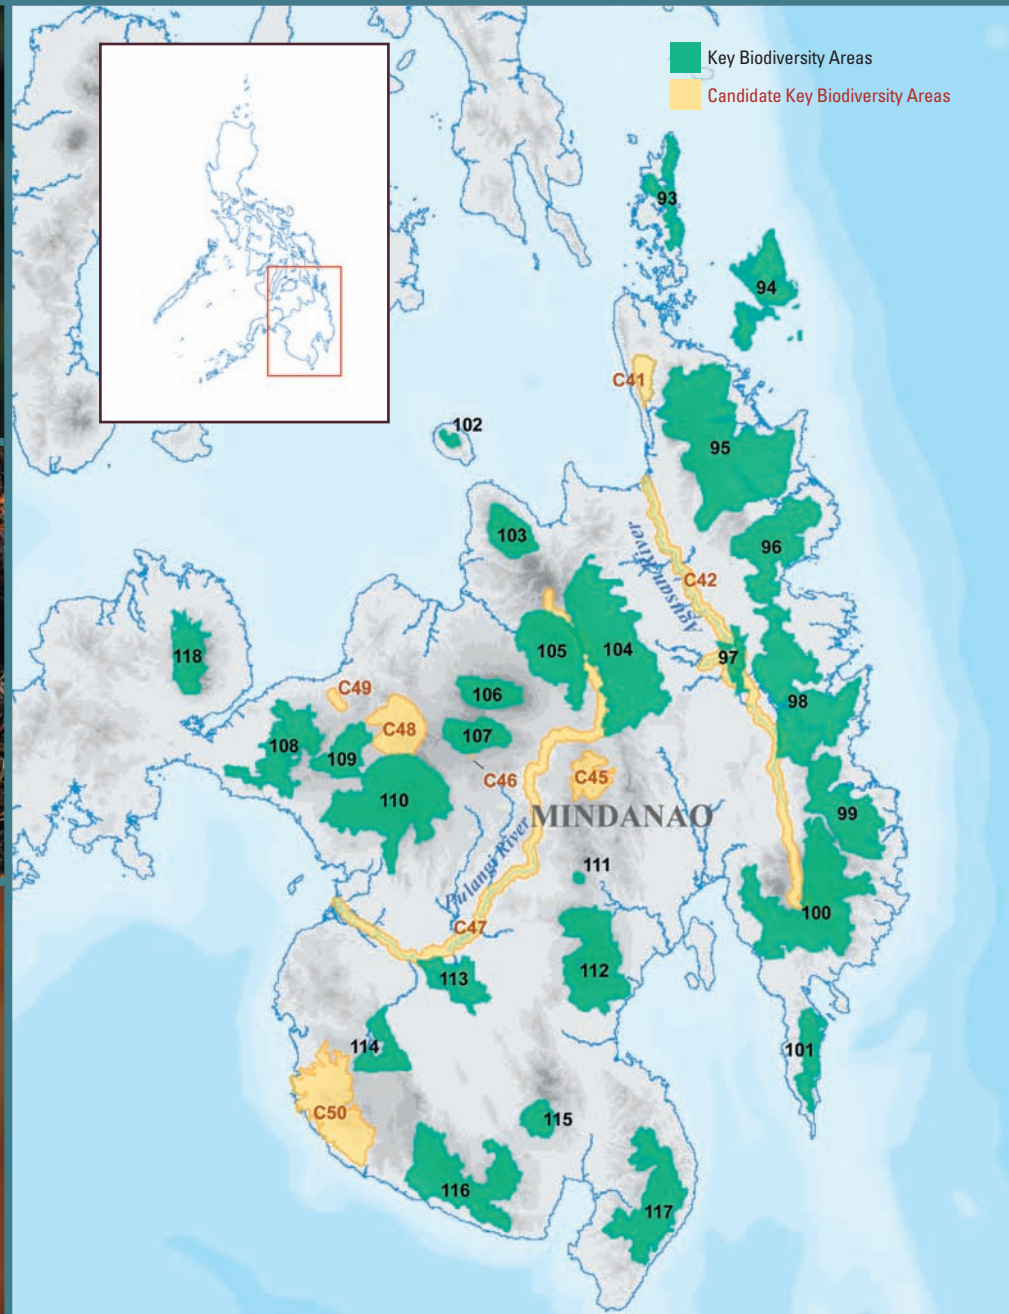 Key Biodiversity Areas
Candidate Key Biodiversity Areas
93
94
C41
95
102
103
96
Agusan River
C42
105
104
97
118
106
98
C49
C48
107
108
109
C46
C45
110
MINDANAO
99
111
Pulangi River
100
C47
112
113
114
101
C50
115
116
117